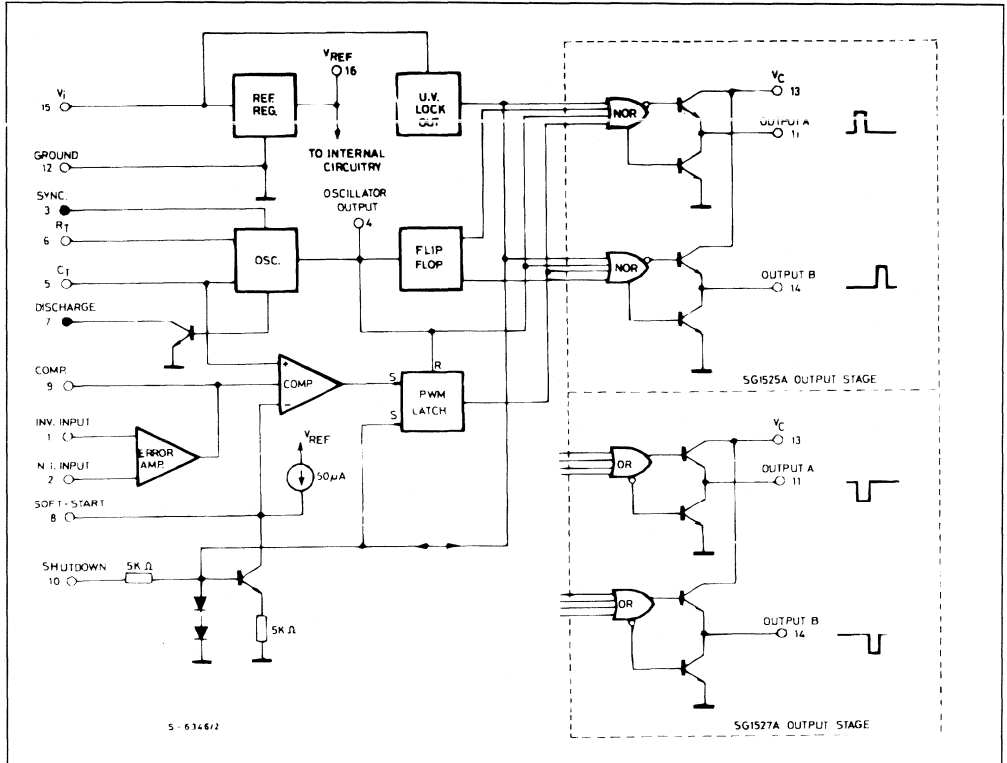 VREF
16
Vi
15
REF.
REG.
U.V.
LOCK
OUT
VC
13
NOR
OUTPUT A
11
TO INTERNAL
CIRCUITRY
GROUND
12
SYNC.
3
OSCILLATOR
OUTPUT
4
RT
6
OSC.
FLIP
FLOP
NOR
OUTPUT B
14
CT
5
DISCHARGE
7
COMP.
9
+
COMP
-
S
R
S
PWM
LATCH
SG1525A OUTPUT STAGE
INV. INPUT
1
ERROR
AMP.
N.I. INPUT
2
VREF
50μA
SOFT-START
8
VC
13
OR
OUTPUT A
11
SHUTDOWN
10
5KΩ
5KΩ
OR
OUTPUT B
14
S-6346/2
SG1527A OUTPUT STAGE